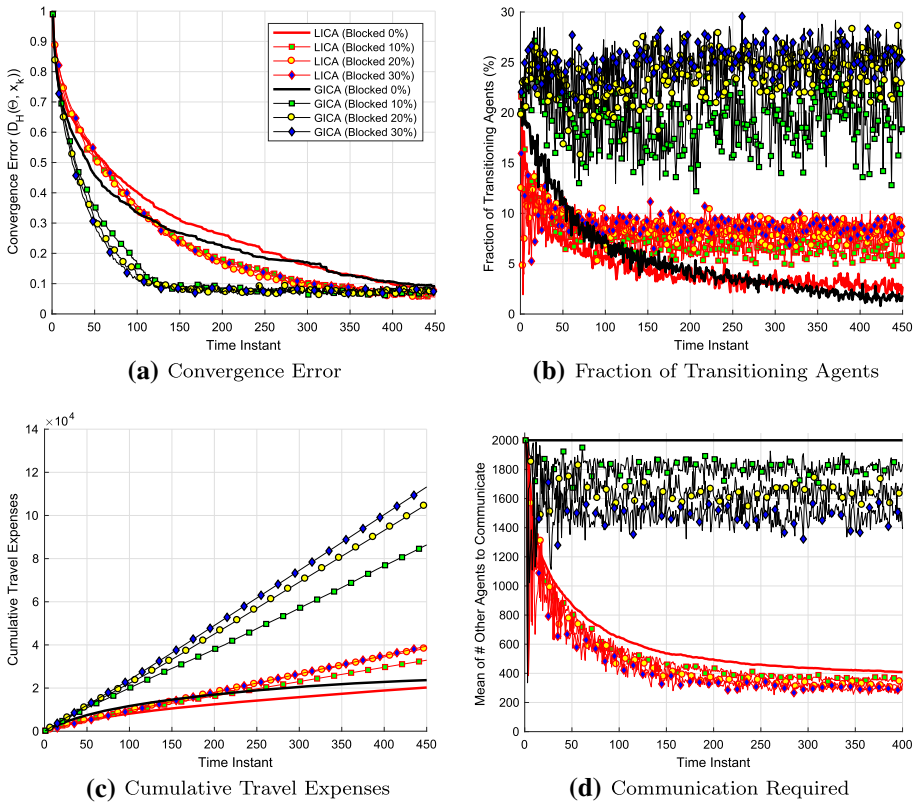 Convergence Error (D_H(Θ, x_k))
1
0.9
0.8
0.7
0.6
0.5
0.4
0.3
0.2
0.1
0
0 50 100 150 200 250 300 350 400 450
Time Instant
LICA (Blocked 0%)
LICA (Blocked 10%)
LICA (Blocked 20%)
LICA (Blocked 30%)
GICA (Blocked 0%)
GICA (Blocked 10%)
GICA (Blocked 20%)
GICA (Blocked 30%)
(a) Convergence Error
Fraction of Transitioning Agents (%)
30
25
20
15
10
5
0
0 50 100 150 200 250 300 350 400 450
Time Instant
(b) Fraction of Transitioning Agents
×10⁴
Cumulative Travel Expenses
14
12
10
8
6
4
2
0
0 50 100 150 200 250 300 350 400 450
Time Instant
(c) Cumulative Travel Expenses
Mean of # Other Agents to Communicate
2000
1800
1600
1400
1200
1000
800
600
400
200
0
0 50 100 150 200 250 300 350 400
Time Instant
(d) Communication Required